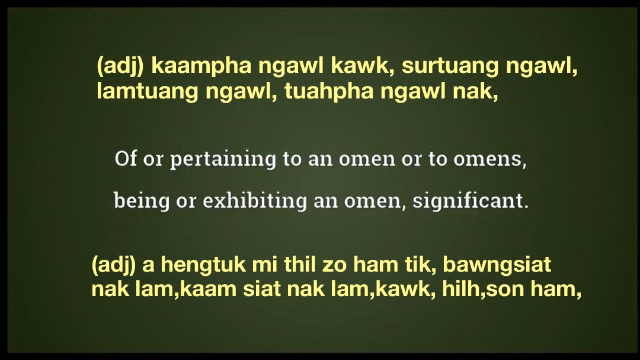 (adj) kaampha ngawl kawk, surtuang ngawl,
lamtuang ngawl, tuahpha ngawl nak,
Of or pertaining to an omen or to omens,
being or exhibiting an omen, significant.
(adj) a hengtuk mi thil zo ham tik, bawngsiat
nak lam,kaam siat nak lam,kawk, hilh,son ham,